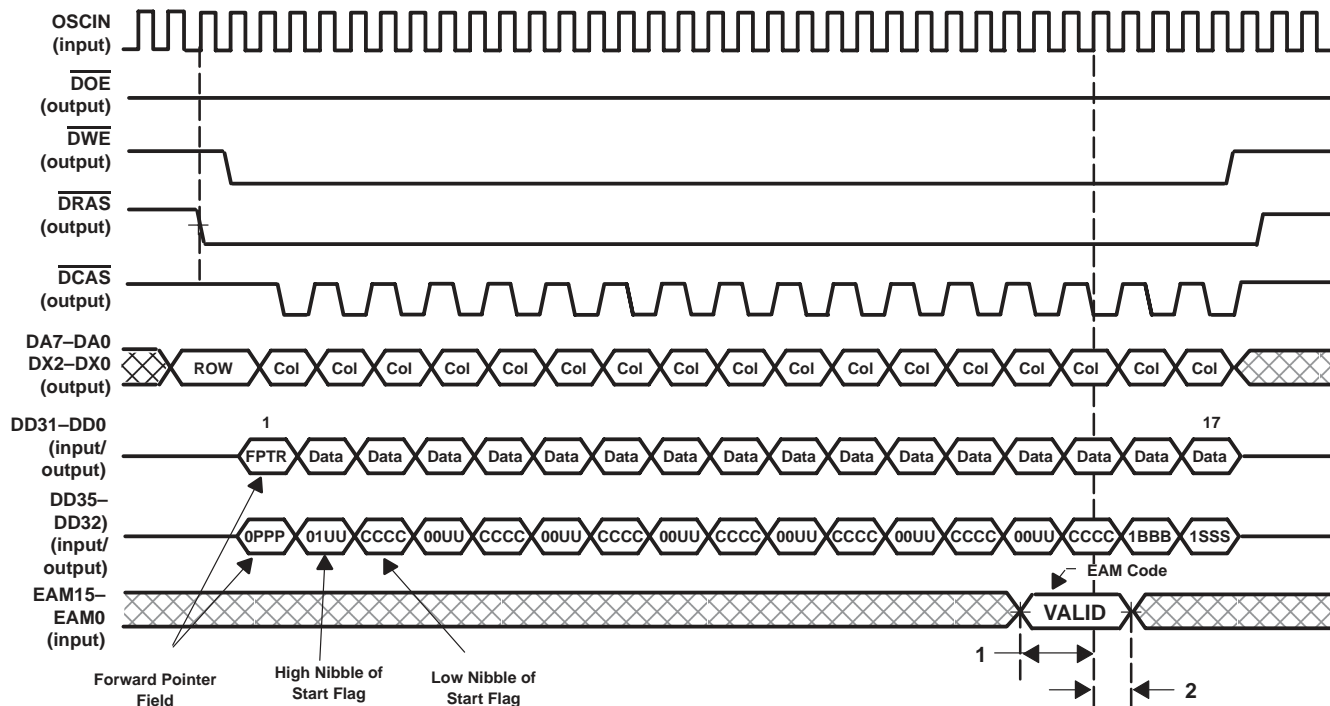 OSCIN
(input)
DOE
(output)
DWE
(output)
DRAS
(output)
DCAS
(output)
DA7–DA0
DX2–DX0
(output)
ROW Col Col Col Col Col Col Col Col Col Col Col Col Col Col Col Col Col
1 17
DD31–DD0
(input/
output)
FPTR Data Data Data Data Data Data Data Data Data Data Data Data Data Data Data Data
DD35–
DD32)
(input/
output)
0PPP 01UU CCCC 00UU CCCC 00UU CCCC 00UU CCCC 00UU CCCC 00UU CCCC 00UU CCCC 1BBB 1SSS
EAM Code
EAM15–
EAM0
(input)
VALID
1
2
Forward Pointer
Field
High Nibble of
Start Flag
Low Nibble of
Start Flag